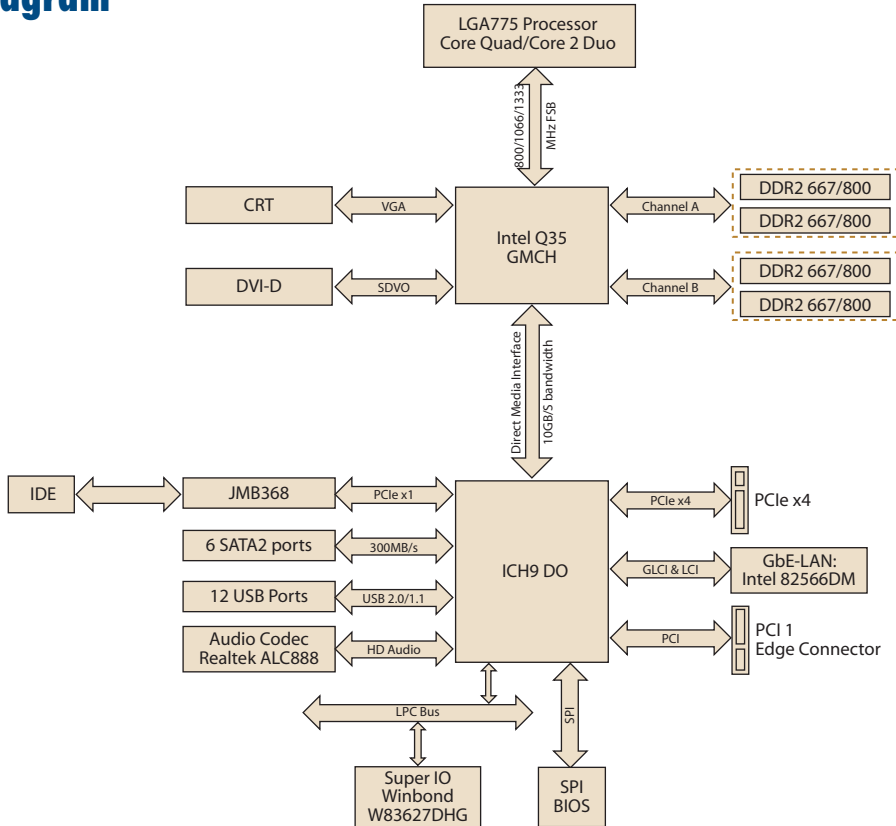 agram
LGA775 Processor
Core Quad/Core 2 Duo
800/1066/1333
MHz FSB
CRT
VGA
Intel Q35
GMCH
Channel A
DDR2 667/800
DDR2 667/800
DVI-D
SDVO
Channel B
DDR2 667/800
DDR2 667/800
Direct Media Interface
10GB/S bandwidth
IDE
JMB368
PCIe x1
ICH9 DO
PCIe x4
PCIe x4
6 SATA2 ports
300MB/s
GLCI & LCI
GbE-LAN:
Intel 82566DM
12 USB Ports
USB 2.0/1.1
Audio Codec
Realtek ALC888
HD Audio
PCI
PCI 1
Edge Connector
LPC Bus
SPI
Super IO
Winbond
W83627DHG
SPI
BIOS